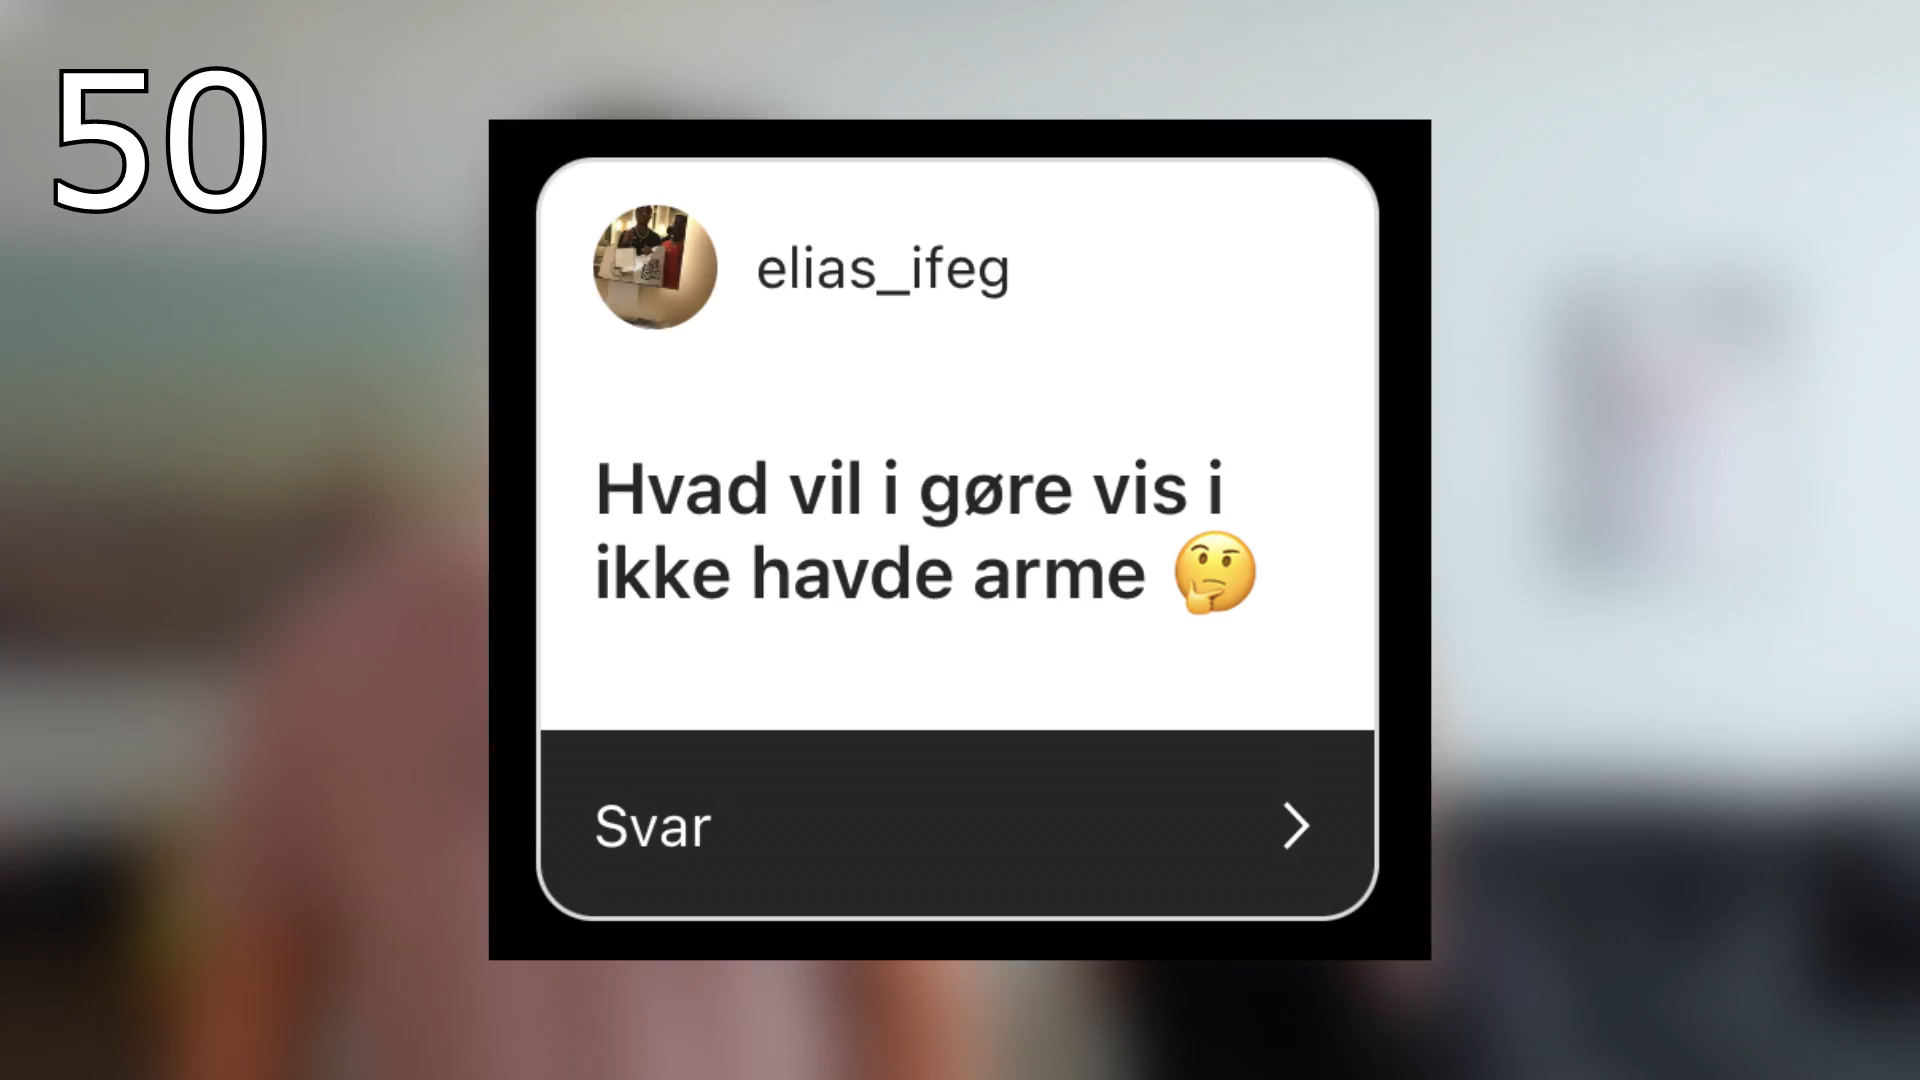 50
elias_ifeg
Hvad vil i gøre vis i
ikke havde arme 🤔
Svar